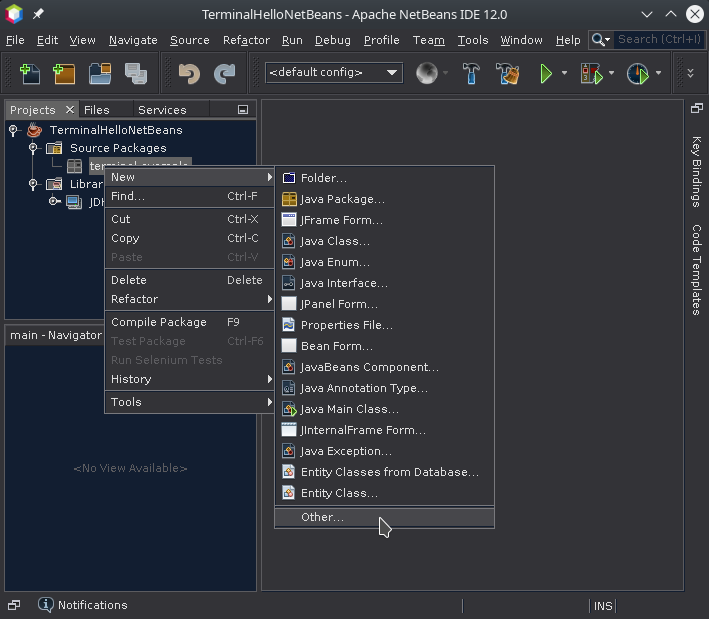 TerminalHelloNetBeans - Apache NetBeans IDE 12.0
File Edit View Navigate Source Refactor Run Debug Profile Team Tools Window Help Search (Ctrl+I)
<default config>
Projects Files Services
TerminalHelloNetBeans
Source Packages
terminal.example
New
Find... Ctrl-F
Cut Ctrl-X
Copy Ctrl-C
Paste Ctrl-V
Delete Delete
Refactor
Compile Package F9
Test Package Ctrl-F6
Run Selenium Tests
History
Tools
Folder...
Java Package...
JFrame Form...
Java Class...
Java Enum...
Java Interface...
JPanel Form...
Properties File...
Bean Form...
JavaBeans Component...
Java Annotation Type...
Java Main Class...
JInternalFrame Form...
Java Exception...
Entity Classes from Database...
Entity Class...
Other...
Librar
JDK
main - Navigator
<No View Available>
Key Bindings
Code Templates
Notifications
INS